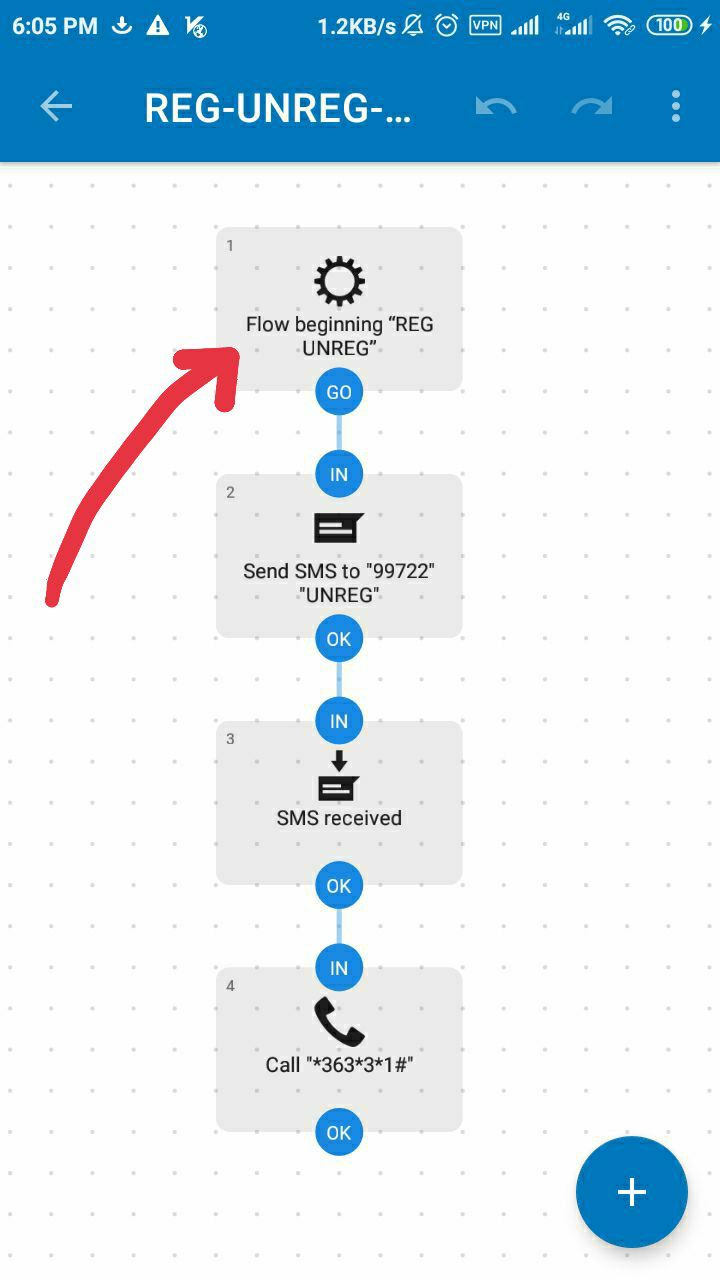 6:05 PM 1.2KB/s VPN 4G 100
REG-UNREG-...
1
Flow beginning “REG
UNREG”
GO
IN
2
Send SMS to "99722"
"UNREG"
OK
IN
3
SMS received
OK
IN
4
Call "*363*3*1#"
OK
+